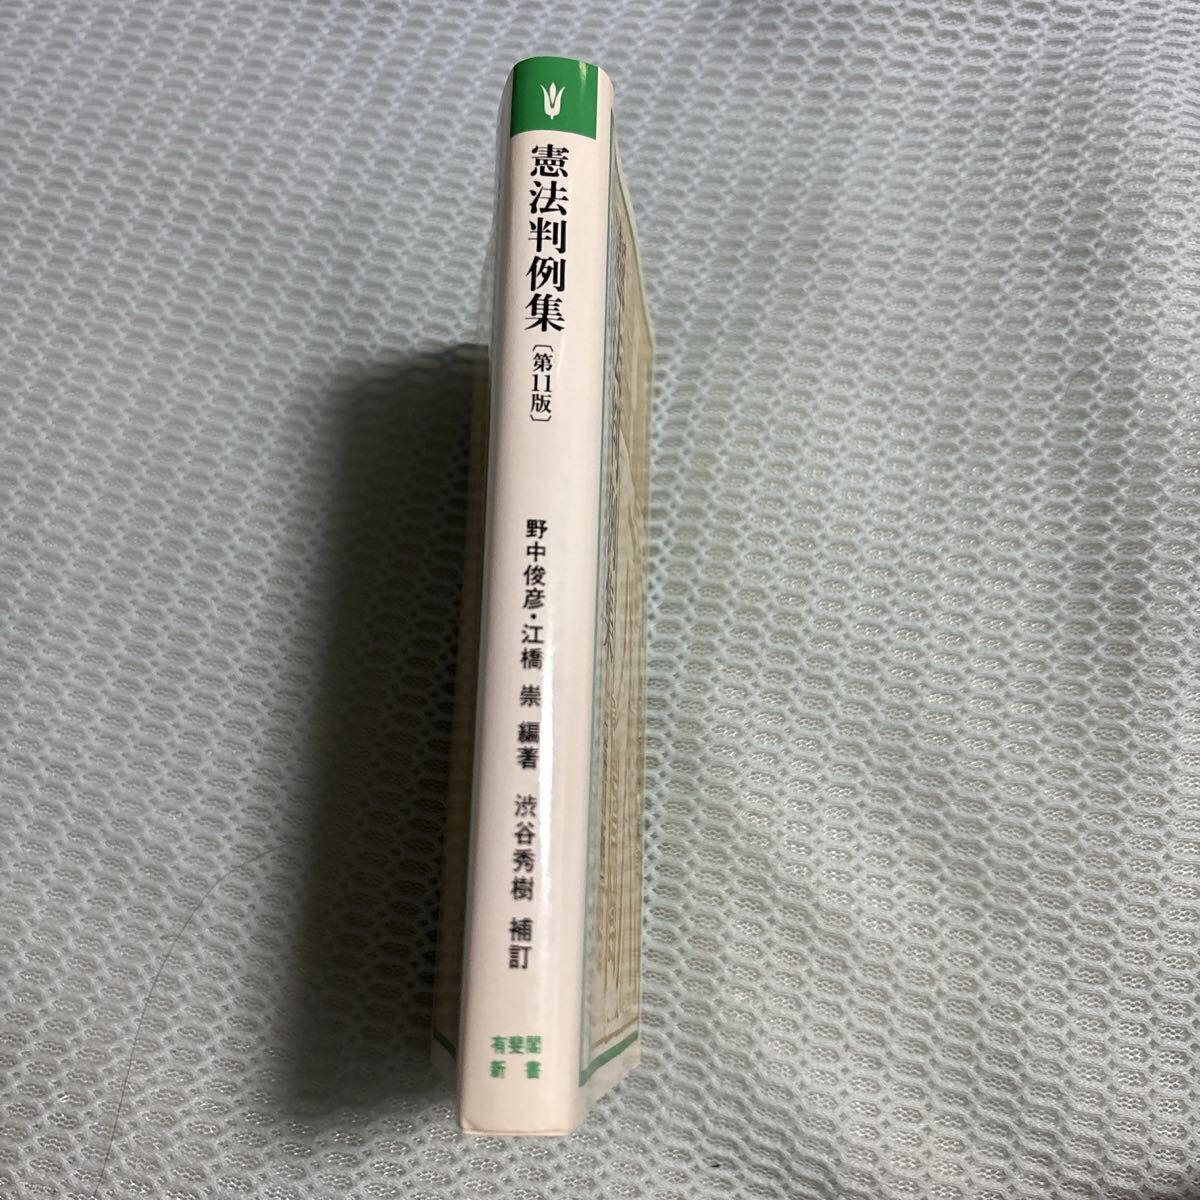 憲法判例集〔第11版〕
野中俊彦・江橋 崇 編著 渋谷秀樹 補訂
有斐閣
新書